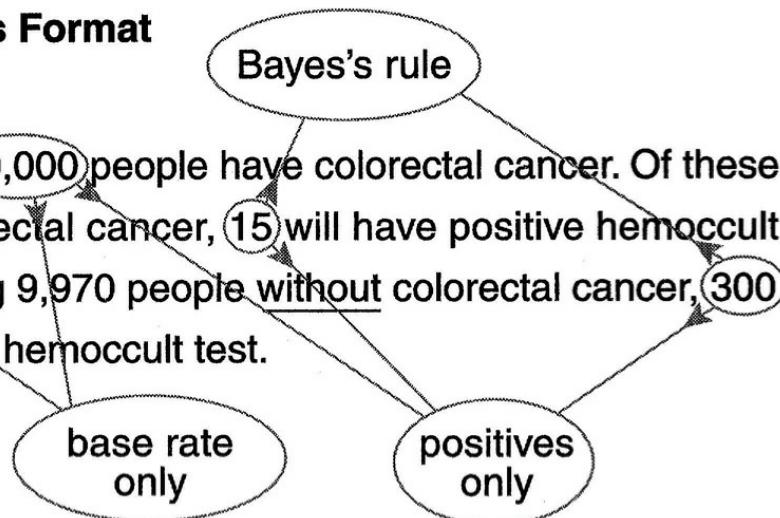 s Format
Bayes's rule
,000 people have colorectal cancer. Of these
ectal cancer, 15 will have positive hemoccult
g 9,970 people without colorectal cancer, 300
hemoccult test.
base rate
only
positives
only